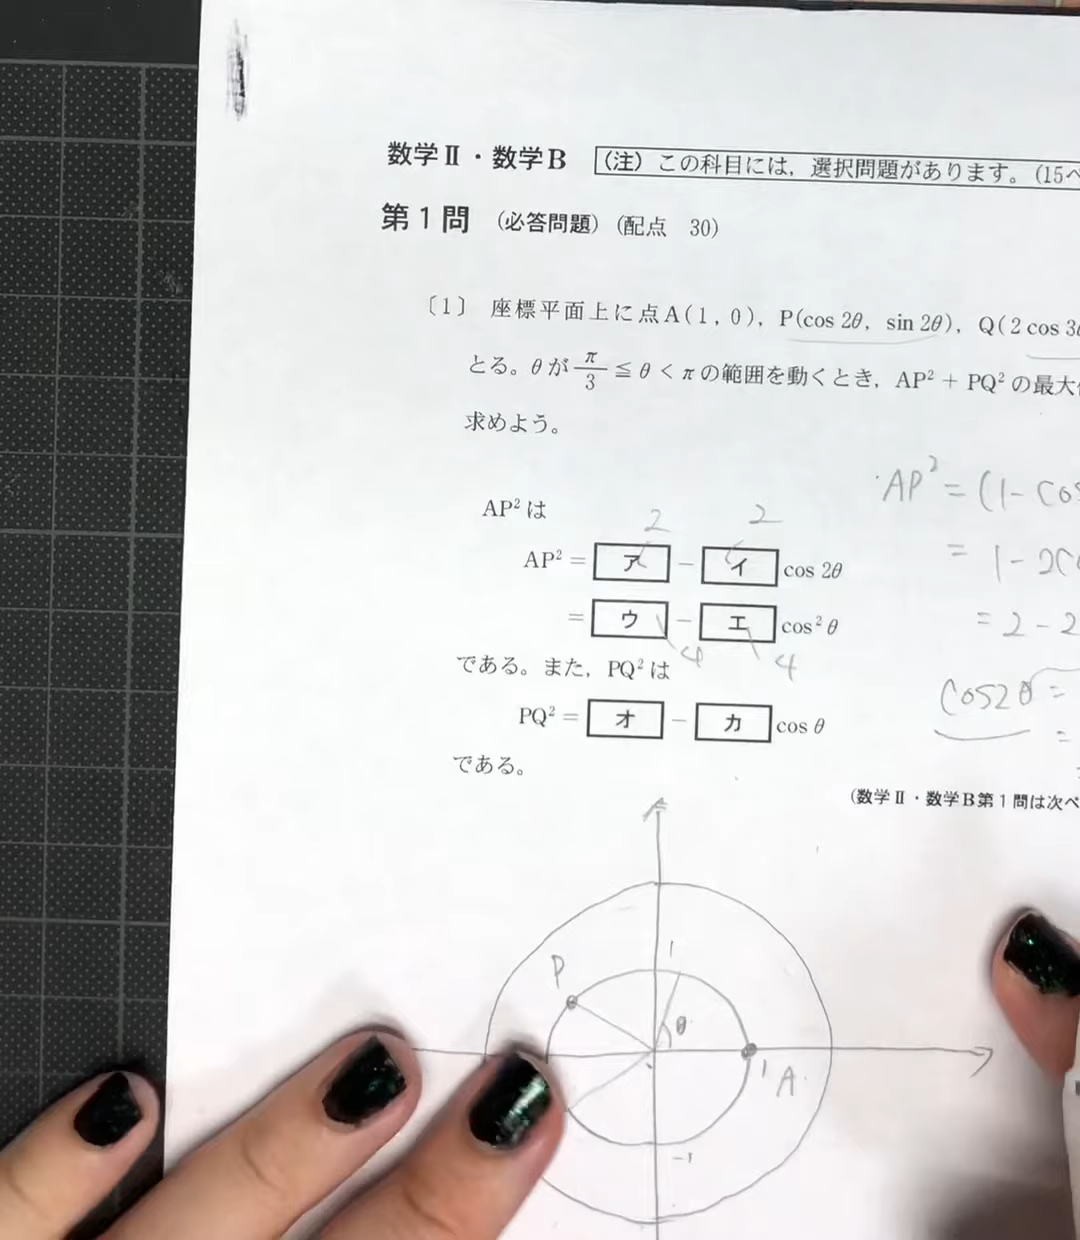 数学Ⅱ・数学B (注) この科目には, 選択問題があります。(15ペ
第1問 (必答問題) (配点 30)
〔1〕 座標平面上に点A(1, 0), P(cos 2θ, sin 2θ), Q(2 cos 3θ
とる。θが π/3 ≦ θ < π の範囲を動くとき, AP² + PQ² の最大
求めよう。
AP² = (1 - cos
AP² は
2 2
AP² = ア - イ cos 2θ
= 1 - 2co
= ウ - エ cos² θ
= 2 - 2
4 4
である。また, PQ² は
cos2θ =
PQ² = オ - カ cos θ
=
である。
(数学Ⅱ・数学B第1問は次ペ
P
1
θ
1 A
-1